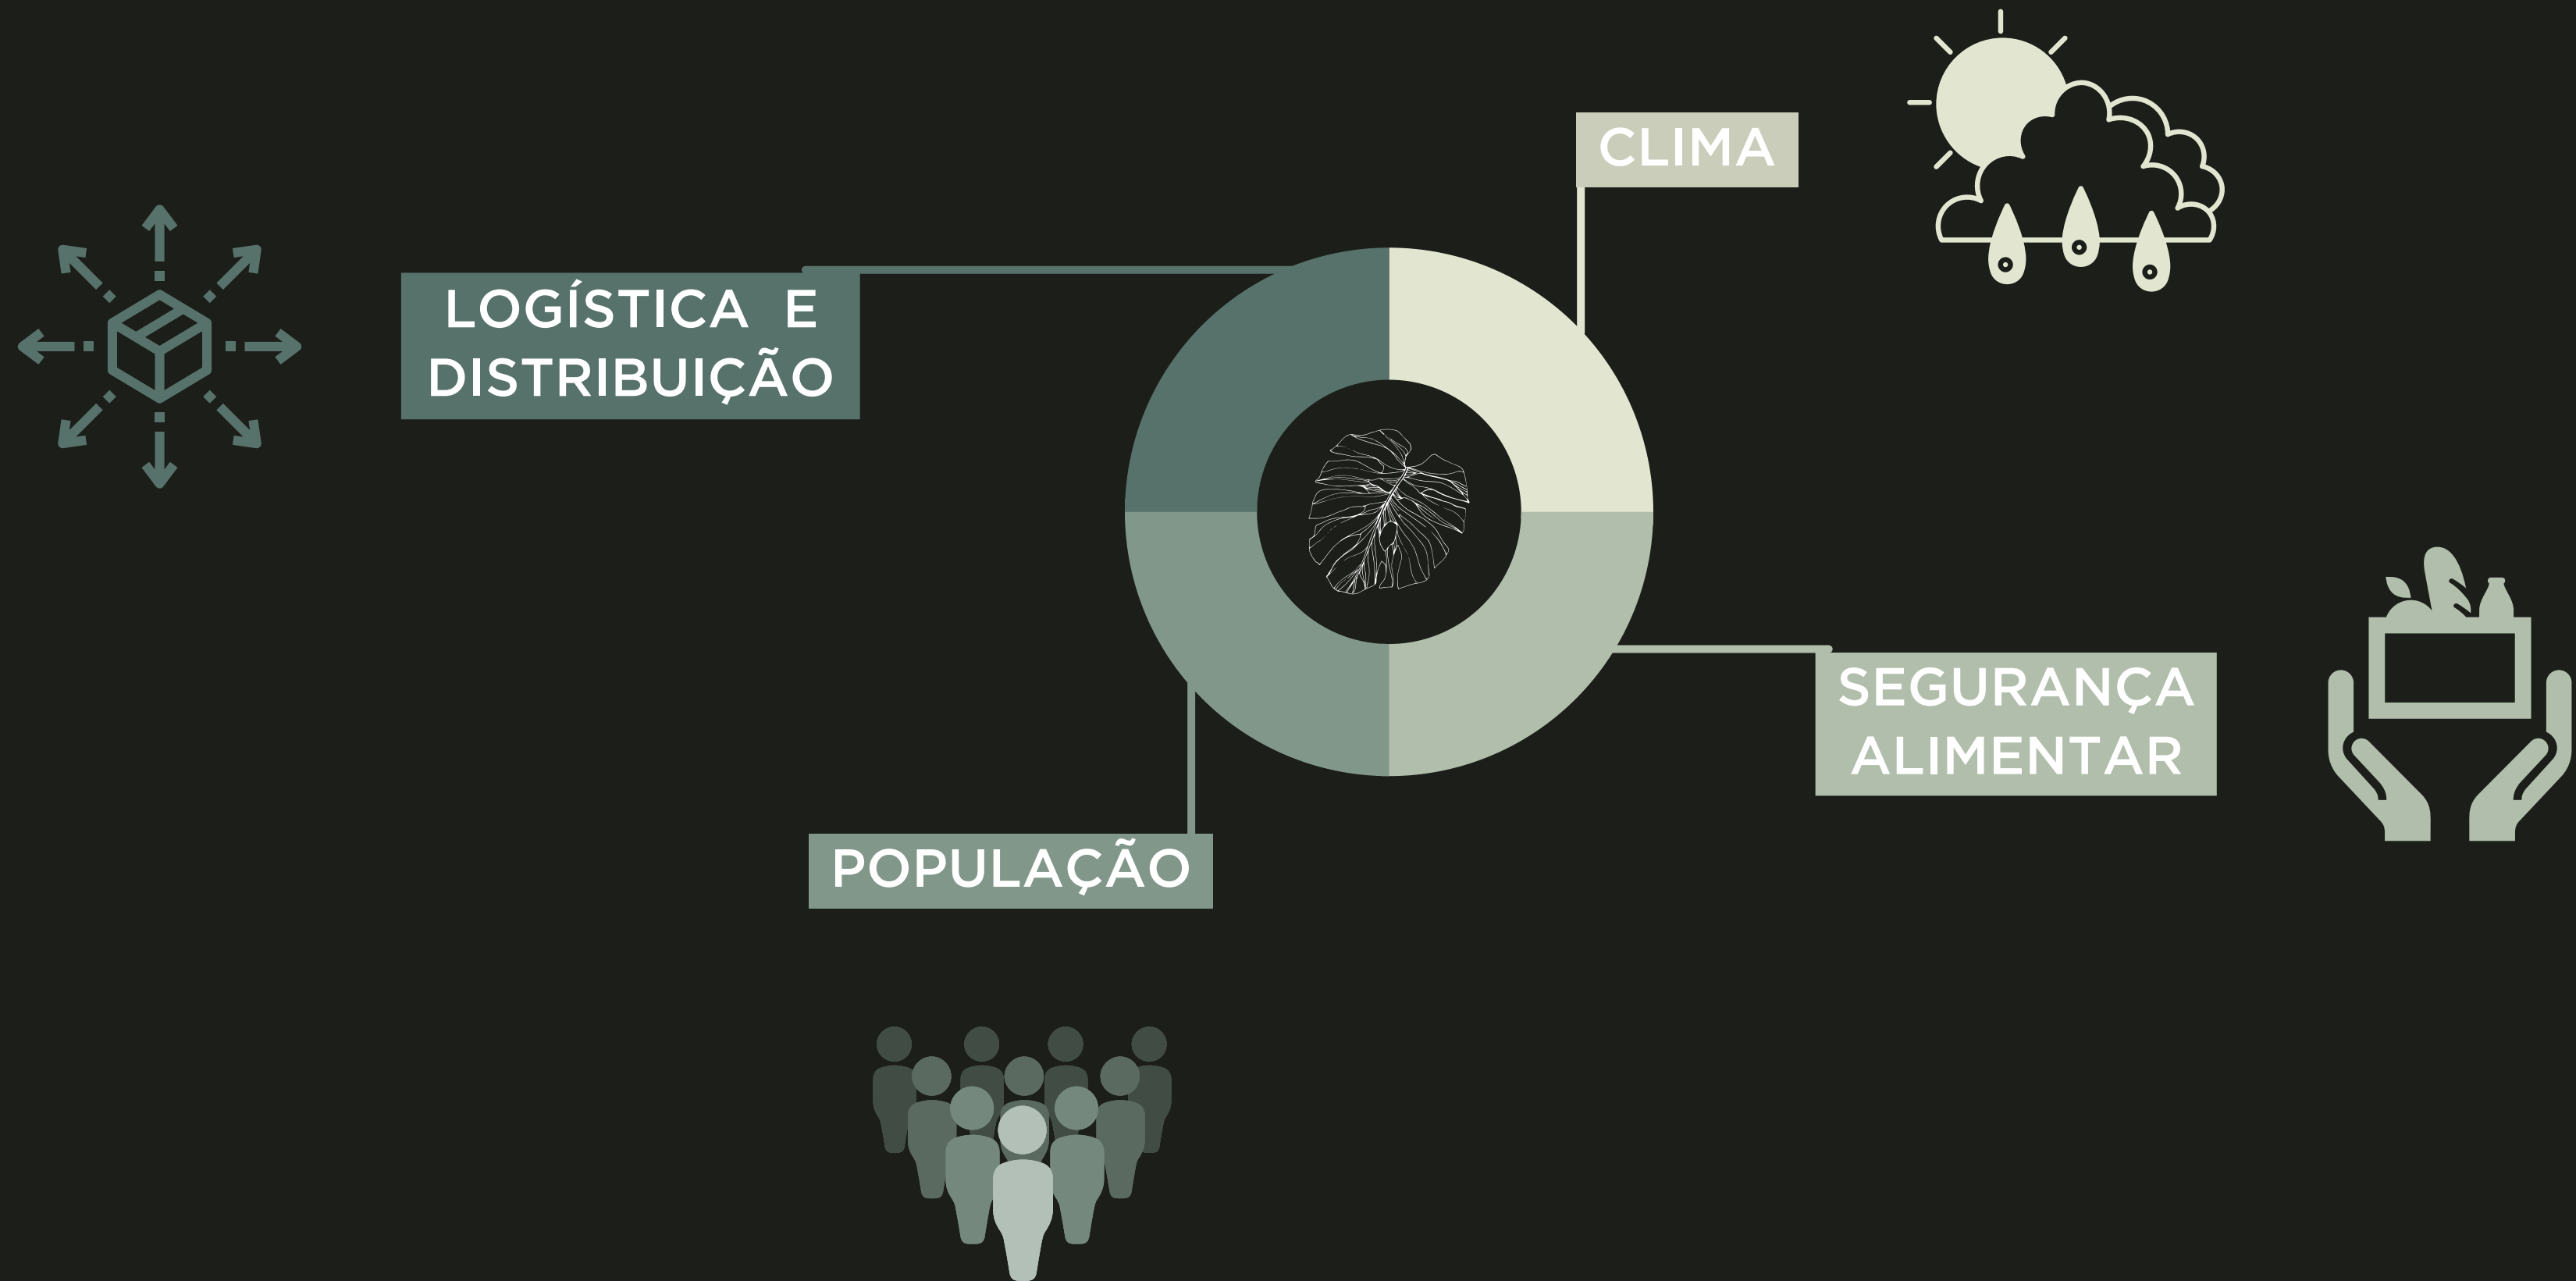 CLIMA
LOGÍSTICA E
DISTRIBUIÇÃO
SEGURANÇA
ALIMENTAR
POPULAÇÃO